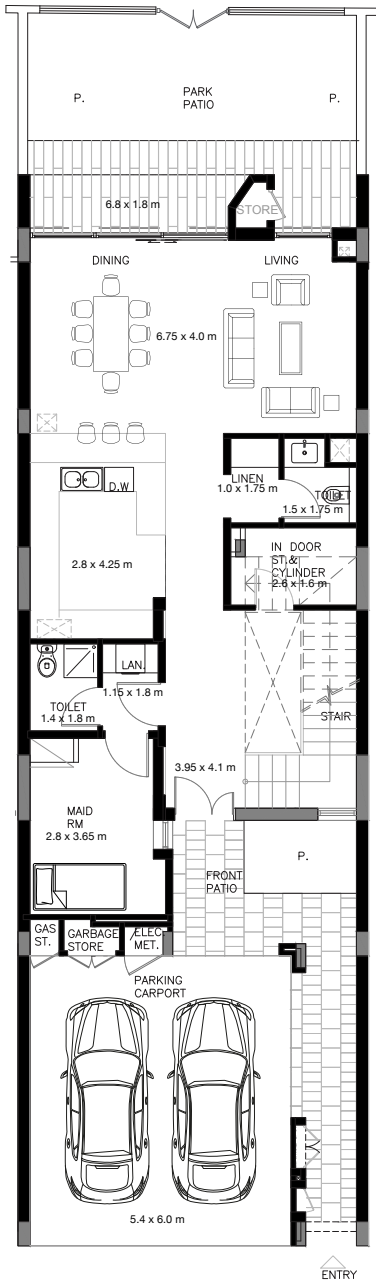 P.
PARK
PATIO
P.
6.8 x 1.8 m
STORE
DINING
LIVING
6.75 x 4.0 m
D.W
LINEN
1.0 x 1.75 m
TOILET
1.5 x 1.75 m
2.8 x 4.25 m
IN DOOR
ST.&
CYLINDER
2.6 x 1.6 m
LAN.
1.15 x 1.8 m
TOILET
1.4 x 1.8 m
STAIR
3.95 x 4.1 m
MAID
RM
2.8 x 3.65 m
P.
FRONT
PATIO
GAS
ST.
GARBAGE
STORE
ELEC.
MET.
PARKING
CARPORT
5.4 x 6.0 m
ENTRY